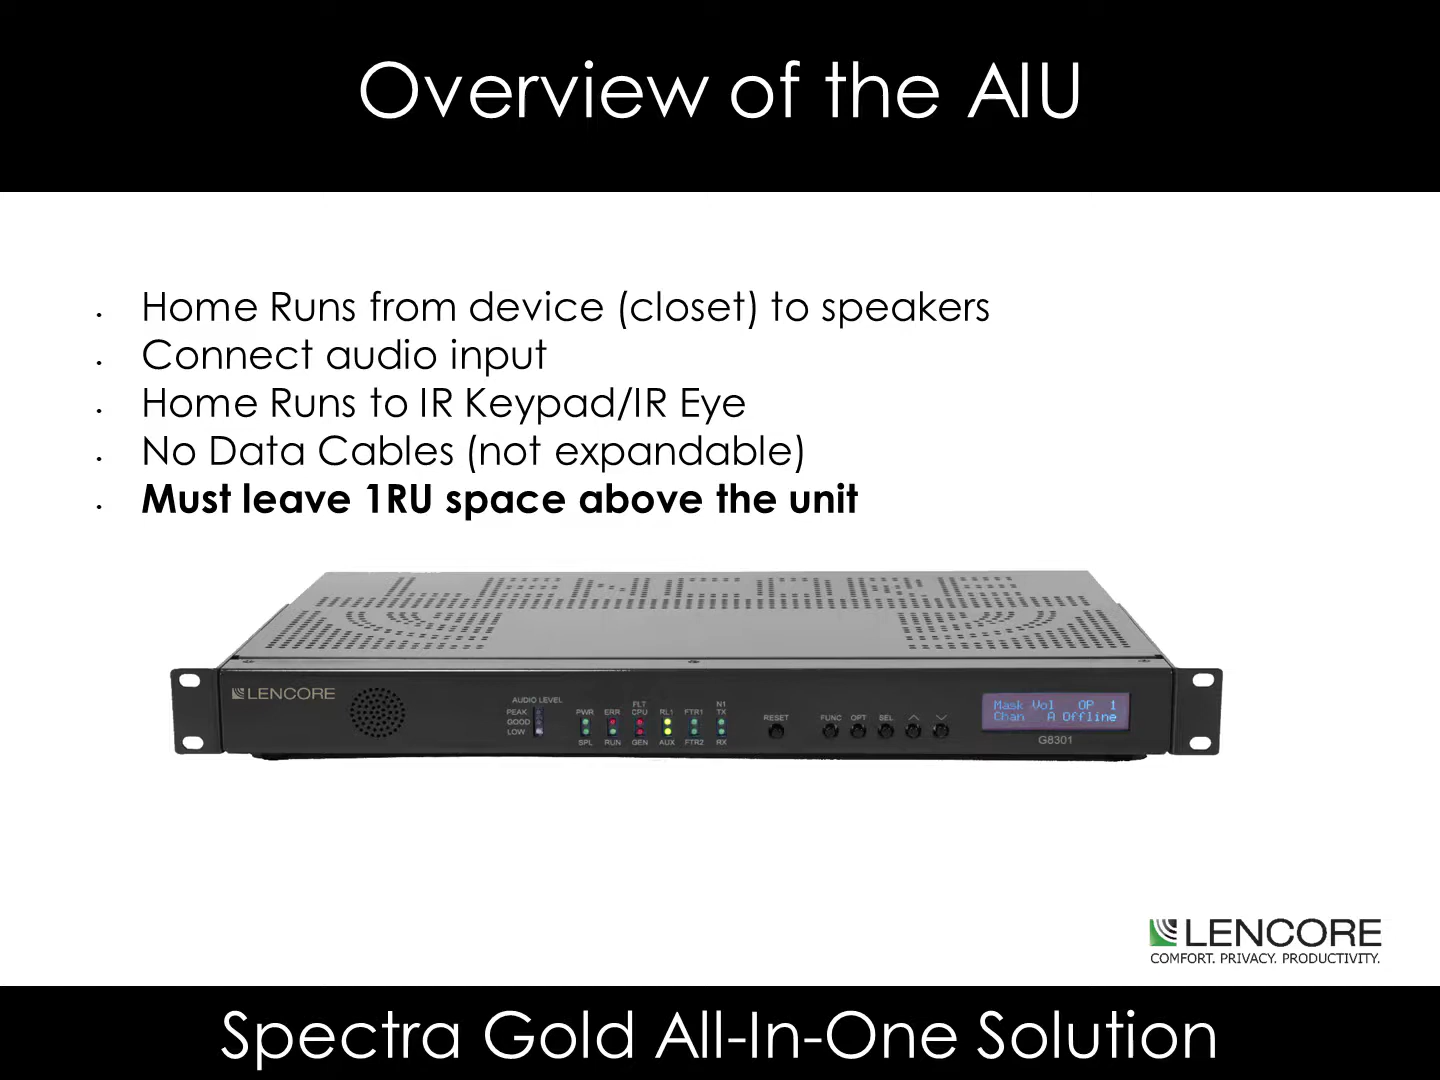 Overview of the AIU
• Home Runs from device (closet) to speakers
• Connect audio input
• Home Runs to IR Keypad/IR Eye
• No Data Cables (not expandable)
• Must leave 1RU space above the unit
LENCORE
AUDIO LEVEL
PEAK
GOOD
LOW
PWR ERR FLT CPU RL1 FTR1 N1 TX
SPL RUN GEN AUX FTR2 RX
RESET FUNC OPT SEL
Mask Vol OP 1
Chan A Offline
G8301
LENCORE
COMFORT. PRIVACY. PRODUCTIVITY.
Spectra Gold All-In-One Solution